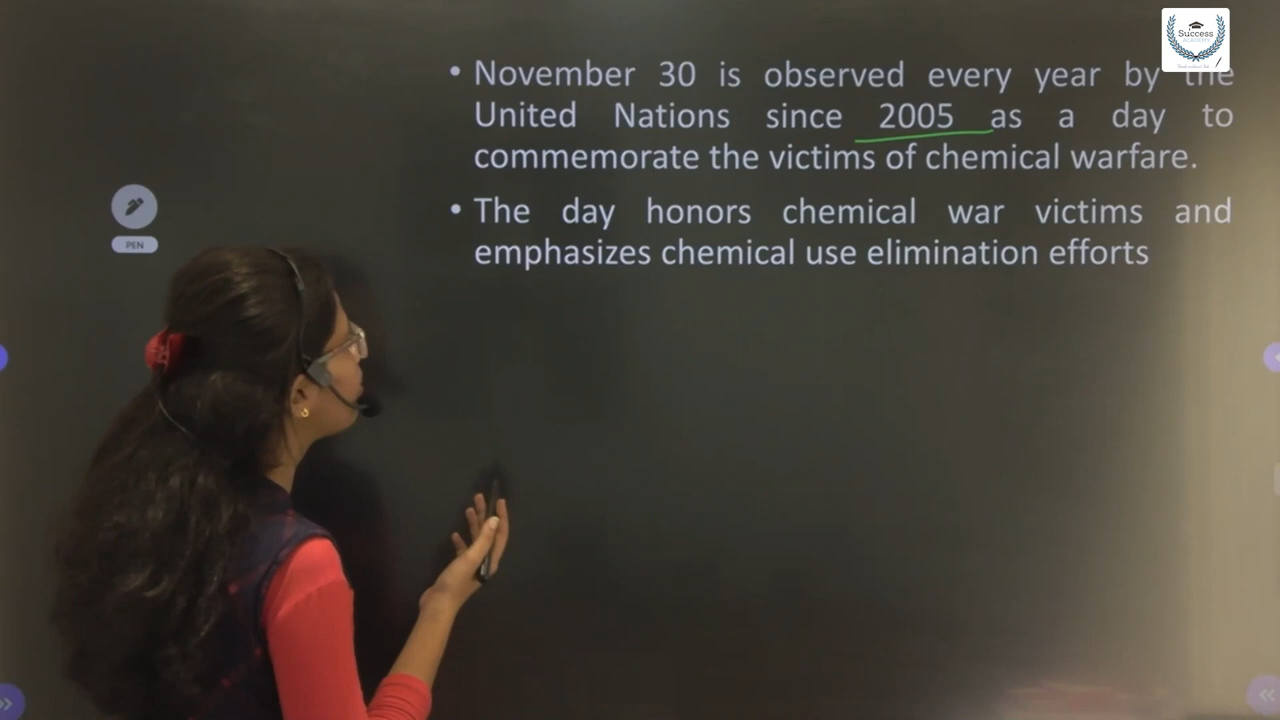 Success
ACADEMY
• November 30 is observed every year by the
United Nations since 2005 as a day to
commemorate the victims of chemical warfare.
• The day honors chemical war victims and
emphasizes chemical use elimination efforts
PEN